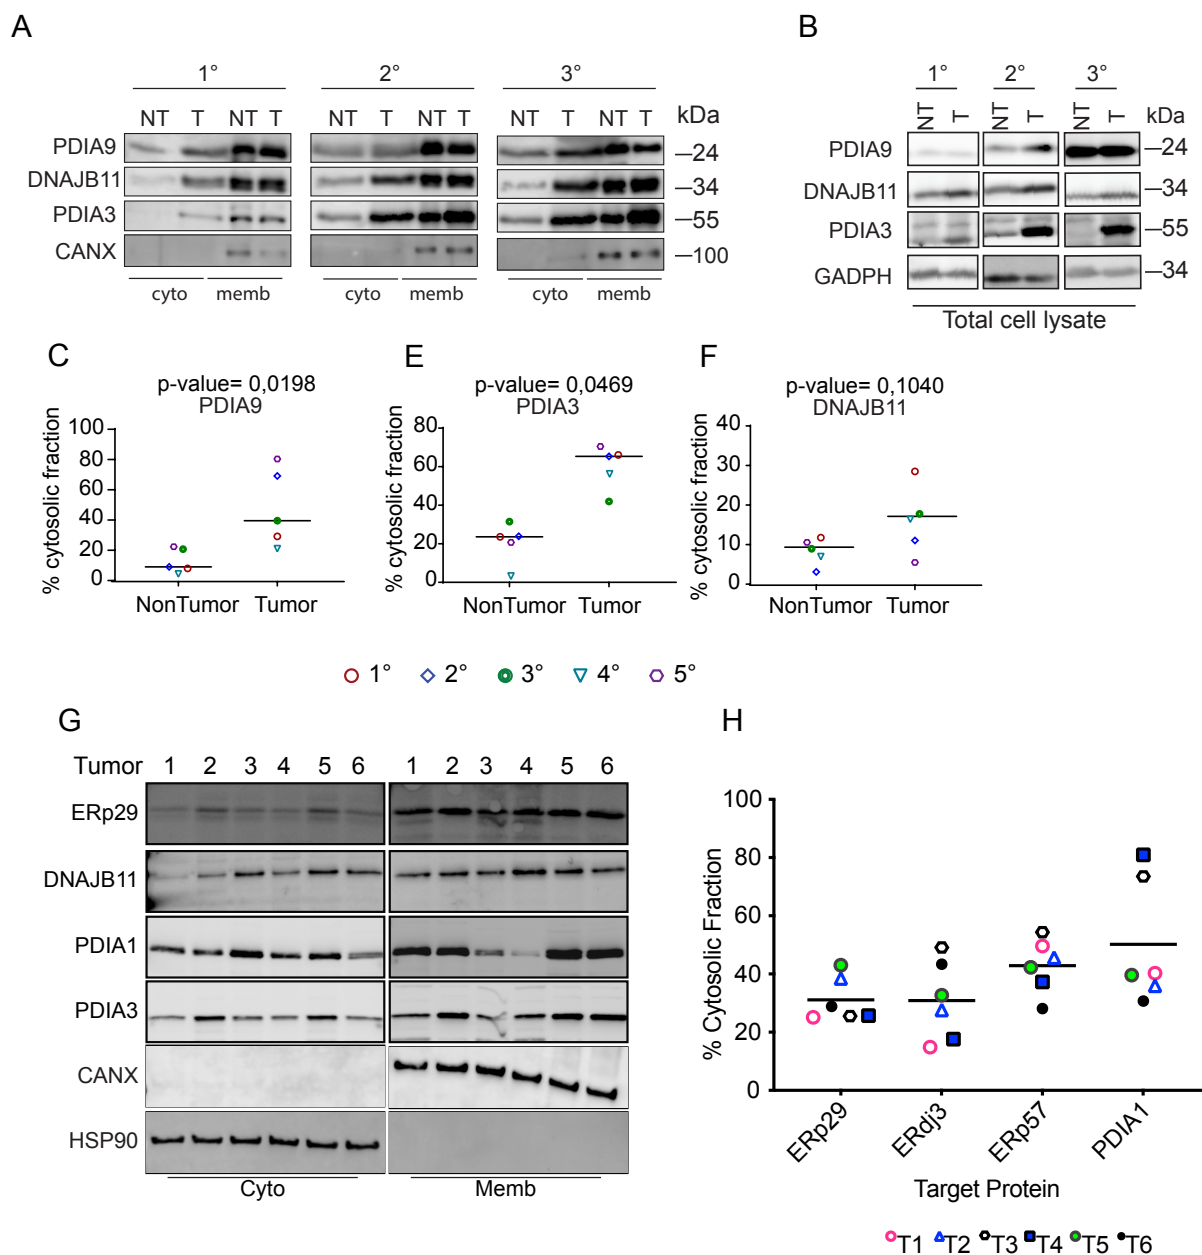 A
B
1° 2° 3°
1° 2° 3°
NT T NT T NT T NT T NT T NT T kDa
NT T NT T NT T kDa
PDIA9 —24
DNAJB11 —34
PDIA3 —55
CANX —100
cyto memb cyto memb cyto memb
PDIA9 —24
DNAJB11 —34
PDIA3 —55
GADPH —34
Total cell lysate
C
p-value= 0,0198
PDIA9
% cytosolic fraction
100
80
60
40
20
0
NonTumor Tumor
E
p-value= 0,0469
PDIA3
% cytosolic fraction
80
60
40
20
0
NonTumor Tumor
F
p-value= 0,1040
DNAJB11
% cytosolic fraction
40
30
20
10
0
NonTumor Tumor
1° 2° 3° 4° 5°
G
Tumor 1 2 3 4 5 6 1 2 3 4 5 6
ERp29
DNAJB11
PDIA1
PDIA3
CANX
HSP90
Cyto Memb
H
% Cytosolic Fraction
100
80
60
40
20
0
ERp29 ERdj3 ERp57 PDIA1
Target Protein
T1 T2 T3 T4 T5 T6